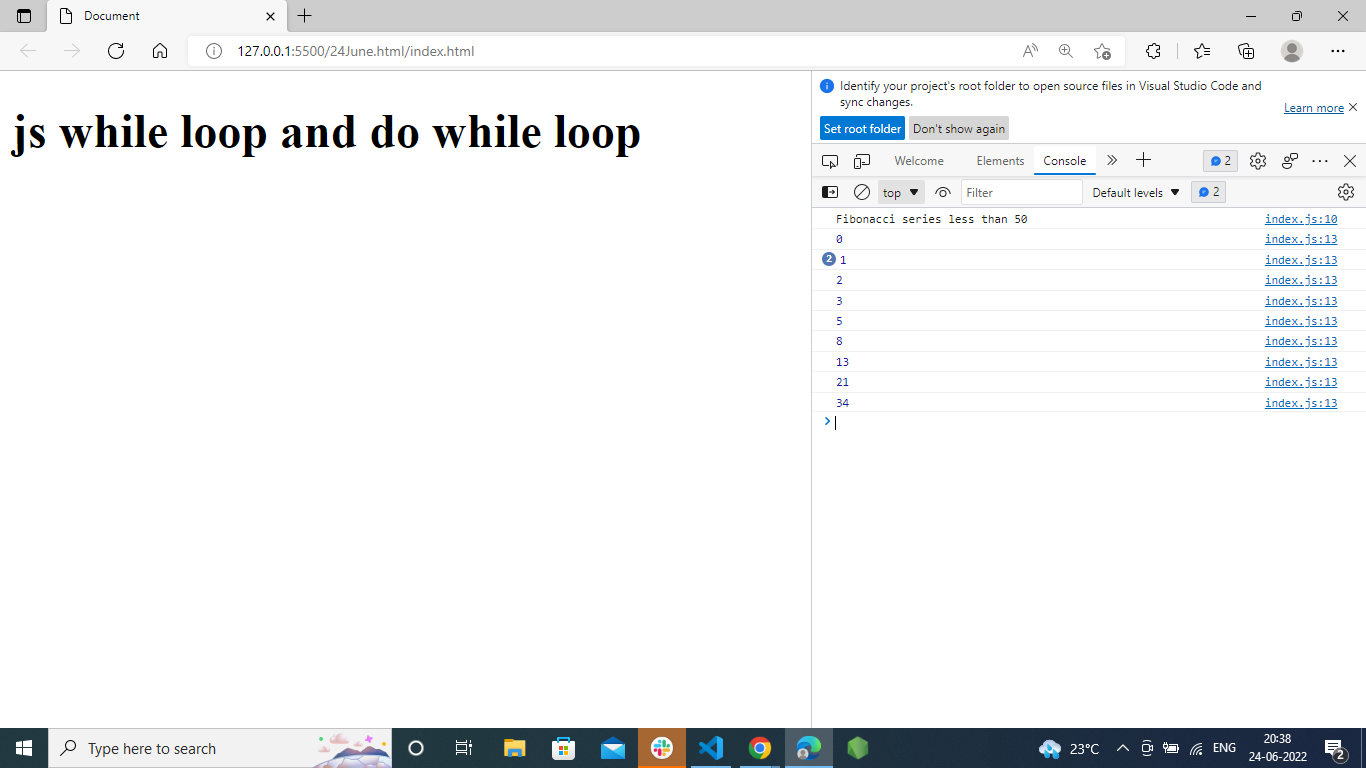 Document
127.0.0.1:5500/24June.html/index.html
js while loop and do while loop
Identify your project's root folder to open source files in Visual Studio Code and
sync changes.
Learn more
Set root folder Don't show again
Welcome Elements Console 2
top Filter Default levels 2
Fibonacci series less than 50 index.js:10
0 index.js:13
2 1 index.js:13
2 index.js:13
3 index.js:13
5 index.js:13
8 index.js:13
13 index.js:13
21 index.js:13
34 index.js:13
Type here to search
23°C ENG
20:38
24-06-2022
2